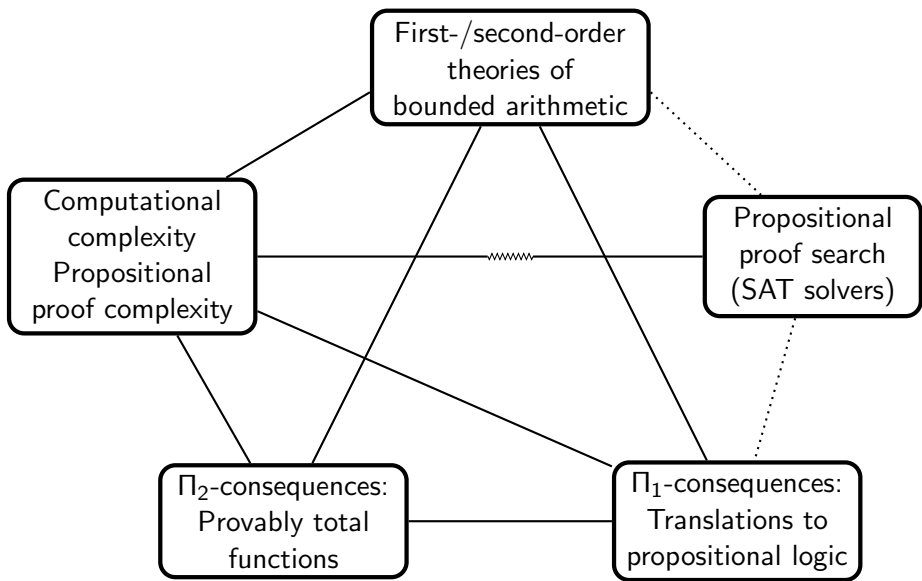 First-/second-order
theories of
bounded arithmetic
Computational
complexity
Propositional
proof complexity
Propositional
proof search
(SAT solvers)
Π₂-consequences:
Provably total
functions
Π₁-consequences:
Translations to
propositional logic